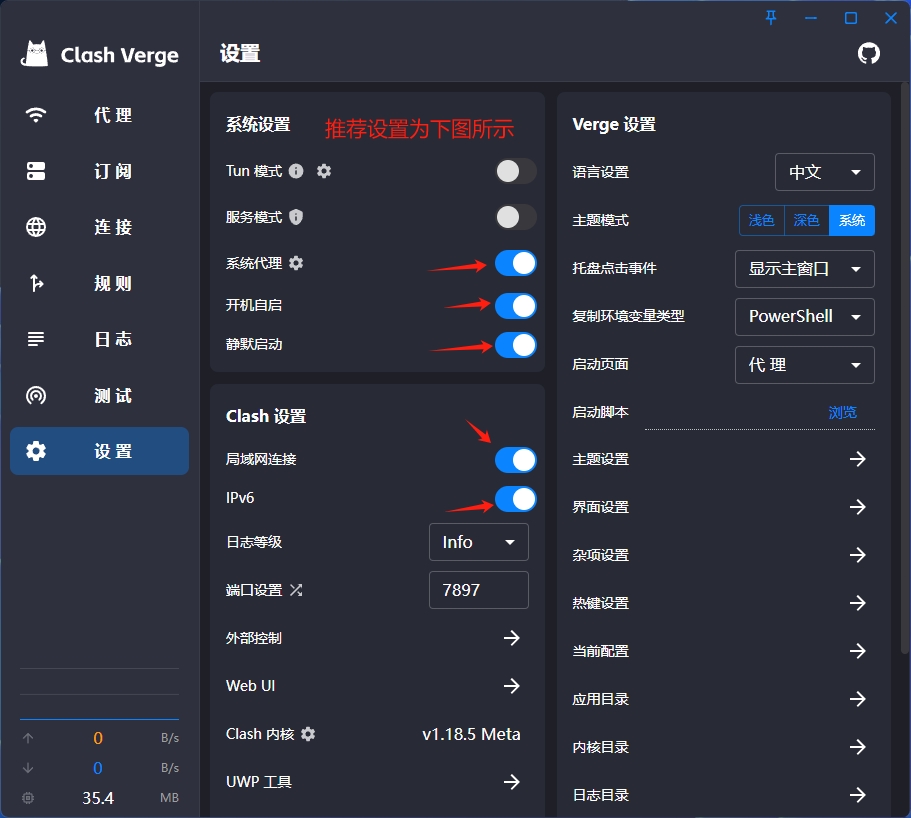 Clash Verge
代 理
订 阅
连 接
规 则
日 志
测 试
设 置
0 B/s
0 B/s
35.4 MB
设置
系统设置
推荐设置为下图所示
Tun 模式
服务模式
系统代理
开机自启
静默启动
Clash 设置
局域网连接
IPv6
日志等级 Info
端口设置 7897
外部控制
Web UI
Clash 内核 v1.18.5 Meta
UWP 工具
Verge 设置
语言设置 中文
主题模式 浅色 深色 系统
托盘点击事件 显示主窗口
复制环境变量类型 PowerShell
启动页面 代 理
启动脚本 浏览
主题设置
界面设置
杂项设置
热键设置
当前配置
应用目录
内核目录
日志目录